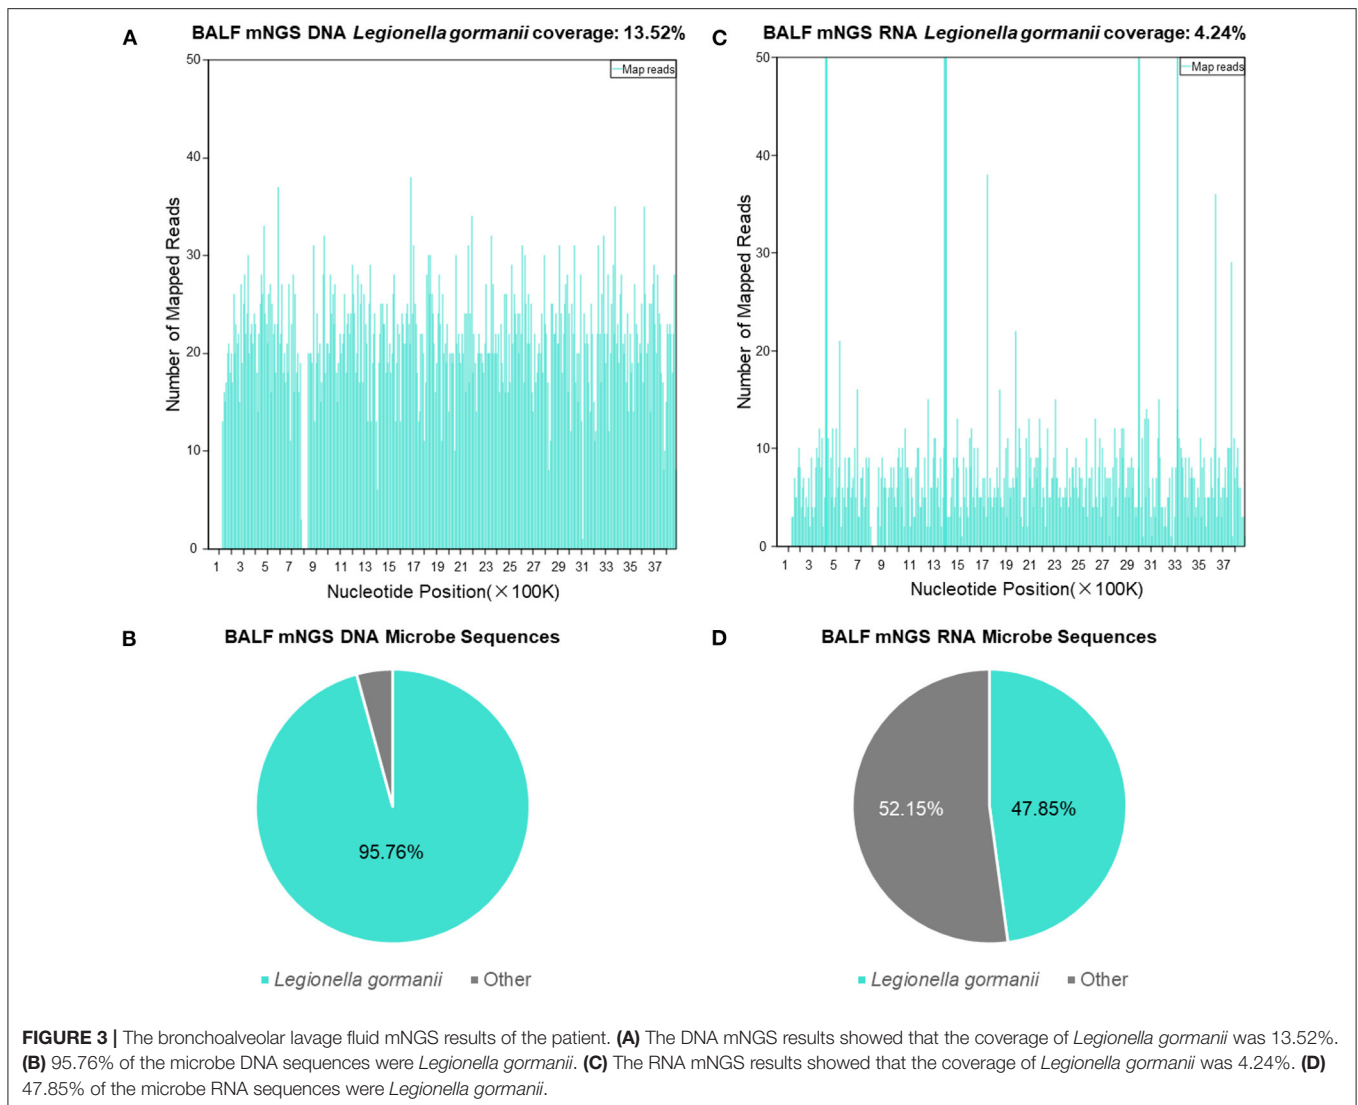 A
BALF mNGS DNA Legionella gormanii coverage: 13.52%
Map reads
50
40
30
20
10
0
Number of Mapped Reads
1 3 5 7 9 11 13 15 17 19 21 23 25 27 29 31 33 35 37
Nucleotide Position(×100K)
C
BALF mNGS RNA Legionella gormanii coverage: 4.24%
Map reads
50
40
30
20
10
0
Number of Mapped Reads
1 3 5 7 9 11 13 15 17 19 21 23 25 27 29 31 33 35 37
Nucleotide Position(×100K)
B
BALF mNGS DNA Microbe Sequences
95.76%
Legionella gormanii Other
D
BALF mNGS RNA Microbe Sequences
52.15%
47.85%
Legionella gormanii Other
FIGURE 3 | The bronchoalveolar lavage fluid mNGS results of the patient. (A) The DNA mNGS results showed that the coverage of Legionella gormanii was 13.52%.
(B) 95.76% of the microbe DNA sequences were Legionella gormanii. (C) The RNA mNGS results showed that the coverage of Legionella gormanii was 4.24%. (D)
47.85% of the microbe RNA sequences were Legionella gormanii.